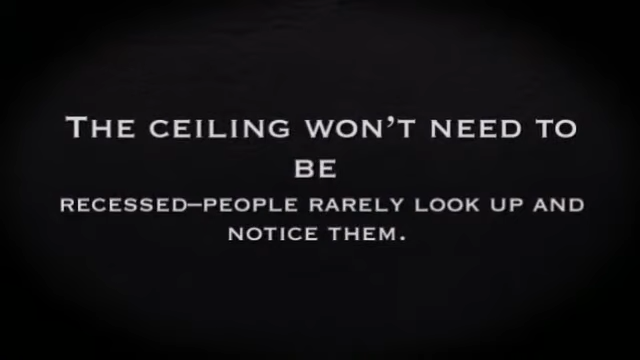 The ceiling won't need to
be
recessed—people rarely look up and
notice them.